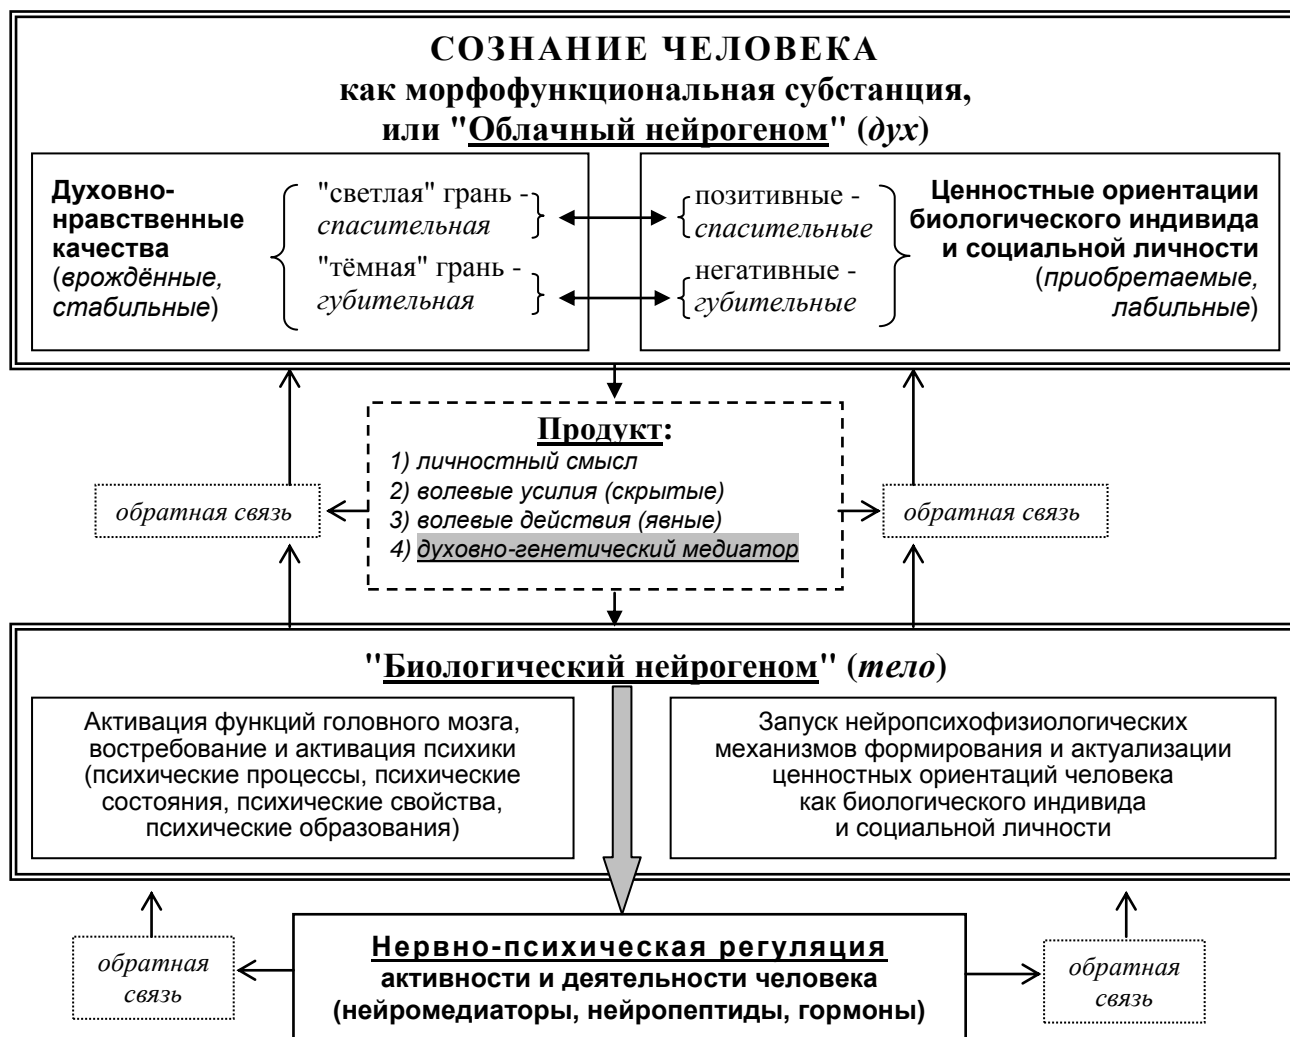 СОЗНАНИЕ ЧЕЛОВЕКА
как морфофункциональная субстанция,
или "Облачный нейрогеном" (дух)
Духовно-
нравственные
качества
(врождённые,
стабильные)
"светлая" грань -
спасительная
"тёмная" грань -
губительная
позитивные -
спасительные
негативные -
губительные
Ценностные ориентации
биологического индивида
и социальной личности
(приобретаемые,
лабильные)
Продукт:
1) личностный смысл
2) волевые усилия (скрытые)
3) волевые действия (явные)
4) духовно-генетический медиатор
обратная связь
обратная связь
"Биологический нейрогеном" (тело)
Активация функций головного мозга,
востребование и активация психики
(психические процессы, психические
состояния, психические свойства,
психические образования)
Запуск нейропсихофизиологических
механизмов формирования и актуализации
ценностных ориентаций человека
как биологического индивида
и социальной личности
обратная
связь
Нервно-психическая регуляция
активности и деятельности человека
(нейромедиаторы, нейропептиды, гормоны)
обратная
связь